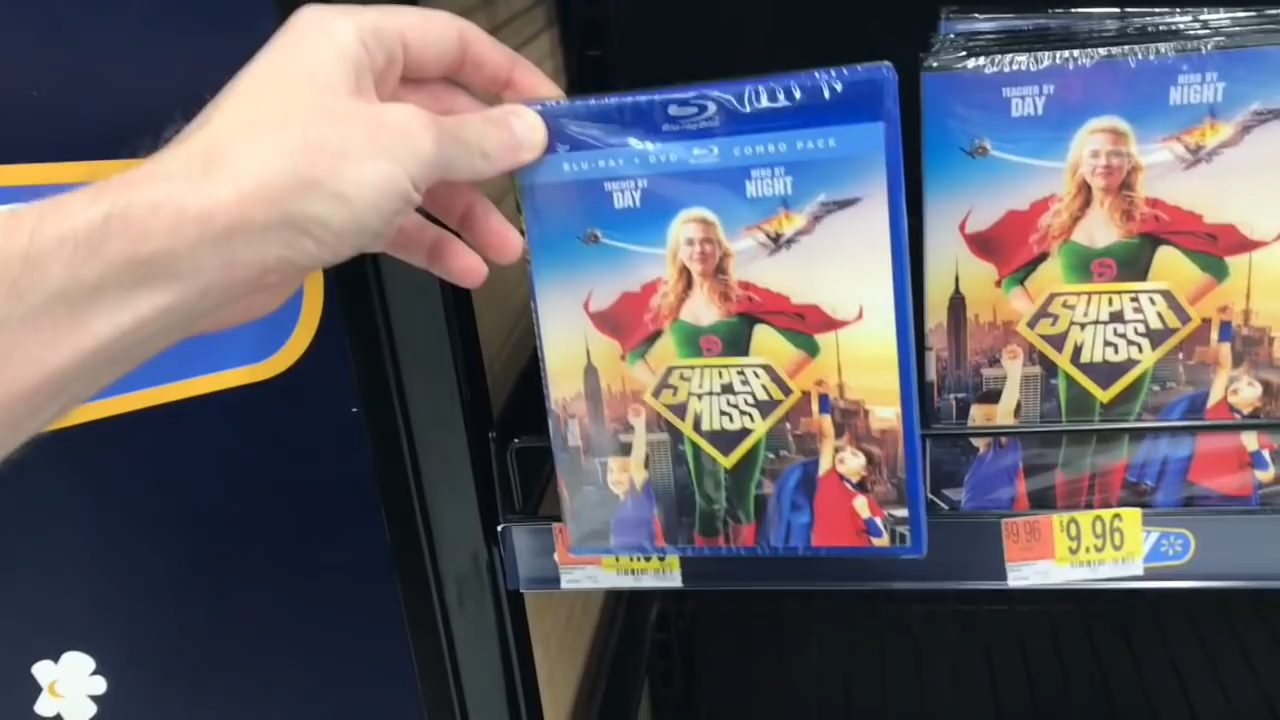 Blu-ray Disc
BLU-RAY + DVD COMBO PACK
TEACHER BY
DAY
HERO BY
NIGHT
S
SUPER
MISS
TEACHER BY
DAY
HERO BY
NIGHT
S
SUPER
MISS
$9.96
$9.96